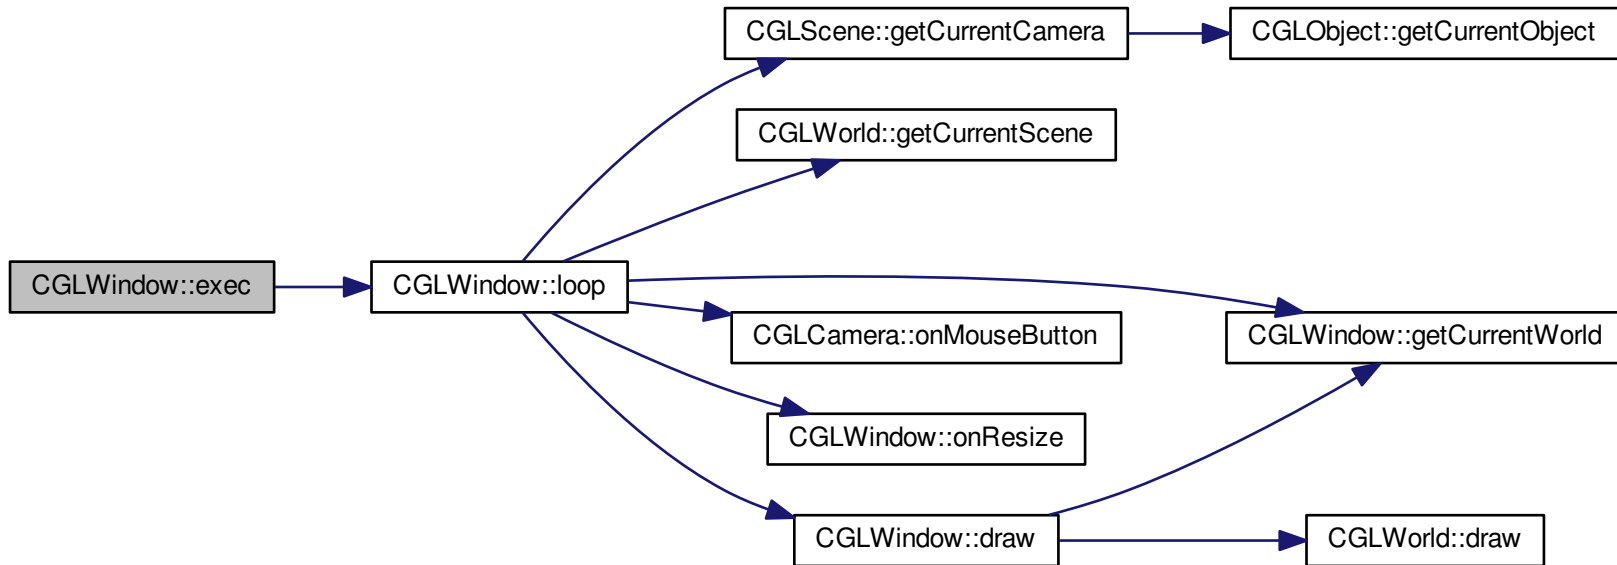 CGLScene::getCurrentCamera
CGLObject::getCurrentObject
CGLWorld::getCurrentScene
CGLWindow::exec
CGLWindow::loop
CGLCamera::onMouseButton
CGLWindow::getCurrentWorld
CGLWindow::onResize
CGLWindow::draw
CGLWorld::draw